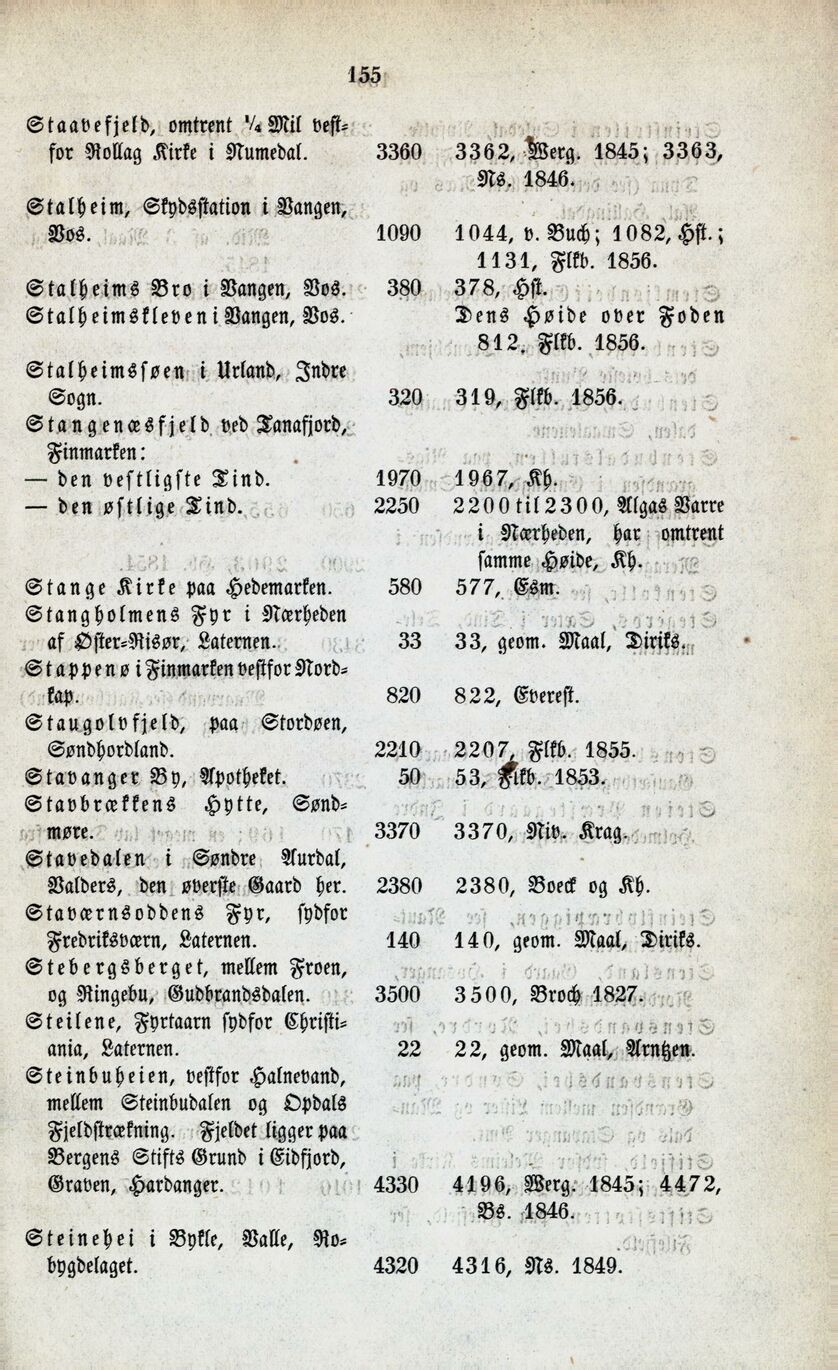 155
Staavefjeld, omtrent ¼ Mil vest-
for Rollag Kirke i Numedal. 3360 3362, Werg. 1845; 3363,
Ns. 1846.
Stalheim, Skydsstation i Vangen,
Vos. 1090 1044, v. Buch; 1082, Hst.;
1131, Flkb. 1856.
Stalheims Bro i Vangen, Vos. 380 378, Hst.
Stalheimskleven i Vangen, Vos. Dens Høide over Foden
812, Flkb. 1856.
Stalheimssøen i Urland, Indre
Sogn. 320 319, Flkb. 1856.
Stangenæsfjeld ved Tanafjord,
Finmarken:
— den vestligste Tind. 1970 1967, Kh.
— den østlige Tind. 2250 2200 til 2300, Algas Varre
i Nærheden, har omtrent
samme Høide, Kh.
Stange Kirke paa Hedemarken. 580 577, Esm.
Stangholmens Fyr i Nærheden
af Øster-Risør, Laternen. 33 33, geom. Maal, Diriks.
Stappenø i Finmarken vestfor Nord-
kap. 820 822, Everest.
Staugolvfjeld, paa Stordøen,
Søndhordland. 2210 2207, Flkb. 1855.
Stavanger By, Apotheket. 50 53, Flkb. 1853.
Stavbrækkens Hytte, Sønd-
møre. 3370 3370, Niv. Krag.
Stavedalen i Søndre Aurdal,
Valders, den øverste Gaard her. 2380 2380, Boeck og Kh.
Staværnsoddens Fyr, sydfor
Fredriksværn, Laternen. 140 140, geom. Maal, Diriks.
Stebergsberget, mellem Froen,
og Ringebu, Gudbrandsdalen. 3500 3500, Broch 1827.
Steilene, Fyrtaarn sydfor Christi-
ania, Laternen. 22 22, geom. Maal, Arntzen.
Steinbuheien, vestfor Halnevand,
mellem Steinbudalen og Opdals
Fjeldstrækning. Fjeldet ligger paa
Bergens Stifts Grund i Eidfjord,
Graven, Hardanger. 4330 4196, Werg. 1845; 4472,
Bs. 1846.
Steinehei i Bykle, Valle, Ro-
bygdelaget. 4320 4316, Ns. 1849.